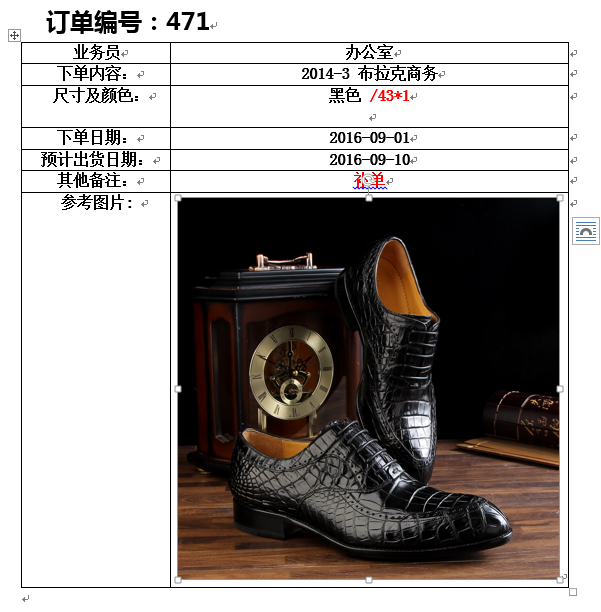 订单编号：471
业务员 办公室
下单内容： 2014-3 布拉克商务
尺寸及颜色： 黑色 /43*1
下单日期： 2016-09-01
预计出货日期： 2016-09-10
其他备注： 补单
参考图片：